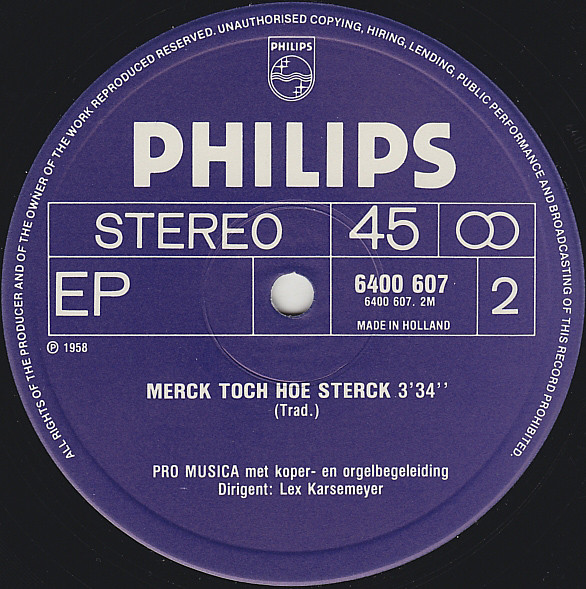 ALL RIGHTS OF THE PRODUCER AND OF THE OWNER OF THE WORK REPRODUCED RESERVED. UNAUTHORISED COPYING, HIRING, LENDING, PUBLIC PERFORMANCE AND BROADCASTING OF THIS RECORD PROHIBITED.
PHILIPS
PHILIPS
STEREO 45
EP 6400 607 2
6400 607. 2M
MADE IN HOLLAND
℗ 1958
MERCK TOCH HOE STERCK 3'34''
(Trad.)
PRO MUSICA met koper- en orgelbegeleiding
Dirigent: Lex Karsemeyer